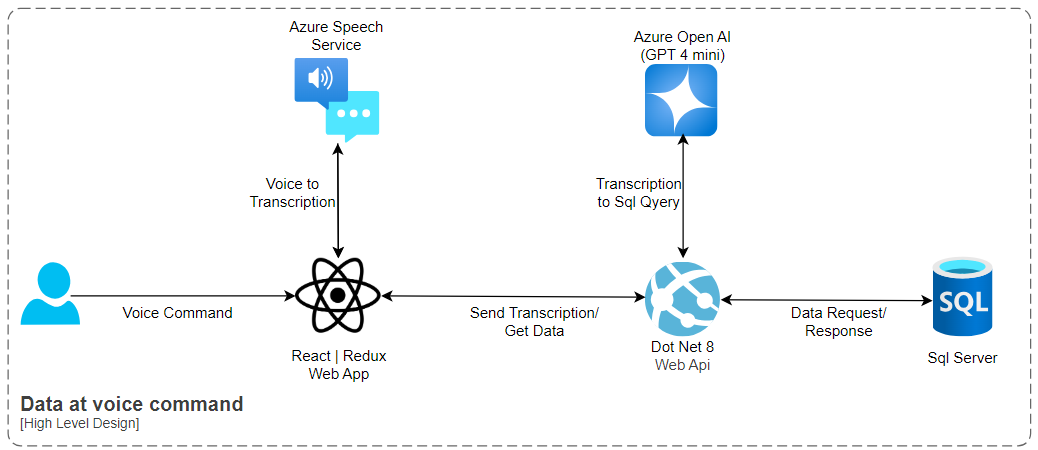 Azure Speech
Service
Azure Open AI
(GPT 4 mini)
Voice to
Transcription
Transcription
to Sql Qyery
Voice Command
Send Transcription/
Get Data
Data Request/
Response
SQL
React | Redux
Web App
Dot Net 8
Web Api
Sql Server
Data at voice command
[High Level Design]